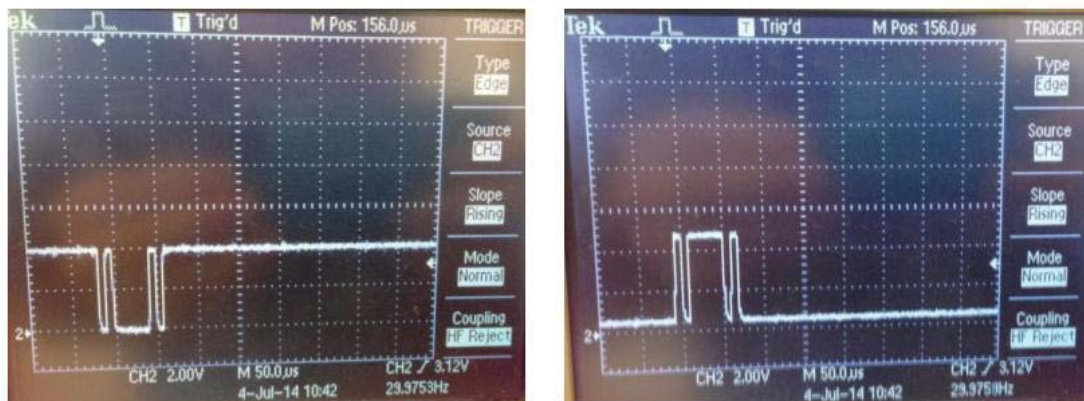 Tek T Trig'd M Pos: 156.0µs TRIGGER
Type
Edge
Source
CH2
Slope
Rising
Mode
Normal
Coupling
HF Reject
2
CH2 2.00V M 50.0µs CH2 3.12V
4-Jul-14 10:42 29.9753Hz
Tek T Trig'd M Pos: 156.0µs TRIGGER
Type
Edge
Source
CH2
Slope
Rising
Mode
Normal
Coupling
HF Reject
2
CH2 2.00V M 50.0µs CH2 3.12V
4-Jul-14 10:42 29.9759Hz